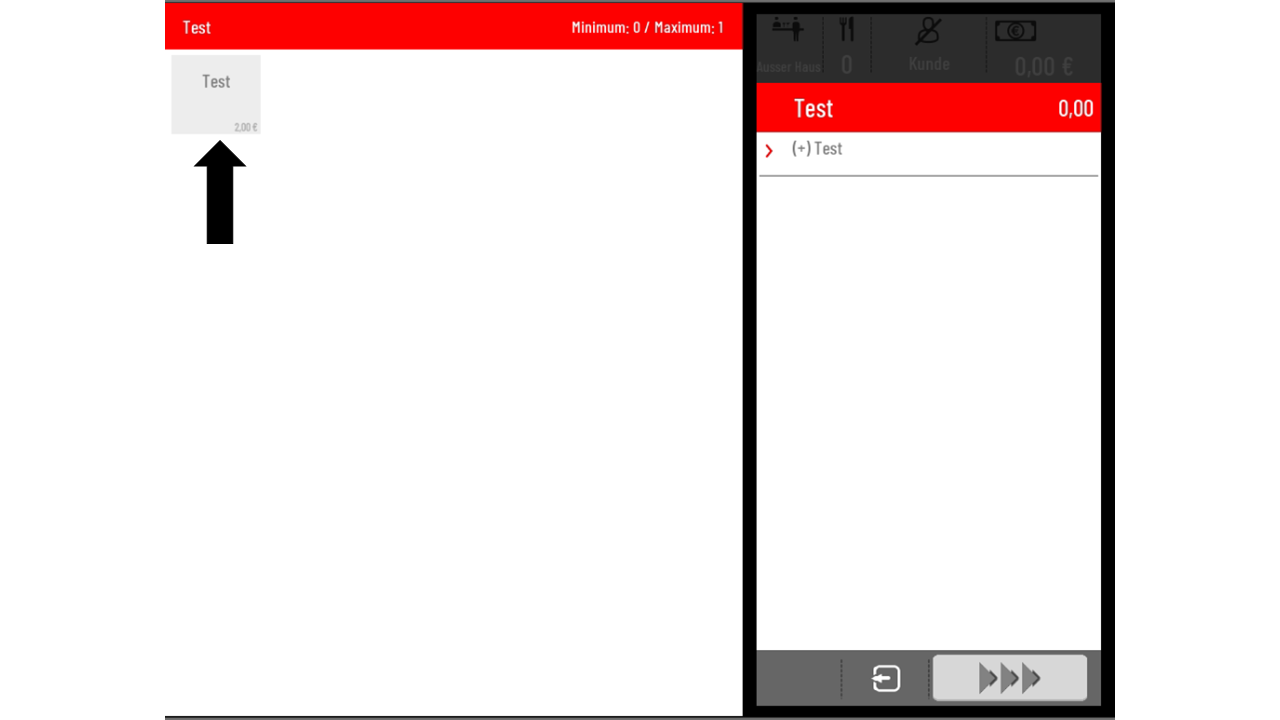 Test
Minimum: 0 / Maximum: 1
Test
2,00 €
Ausser Haus
0
Kunde
0,00 €
Test 0,00
(+) Test